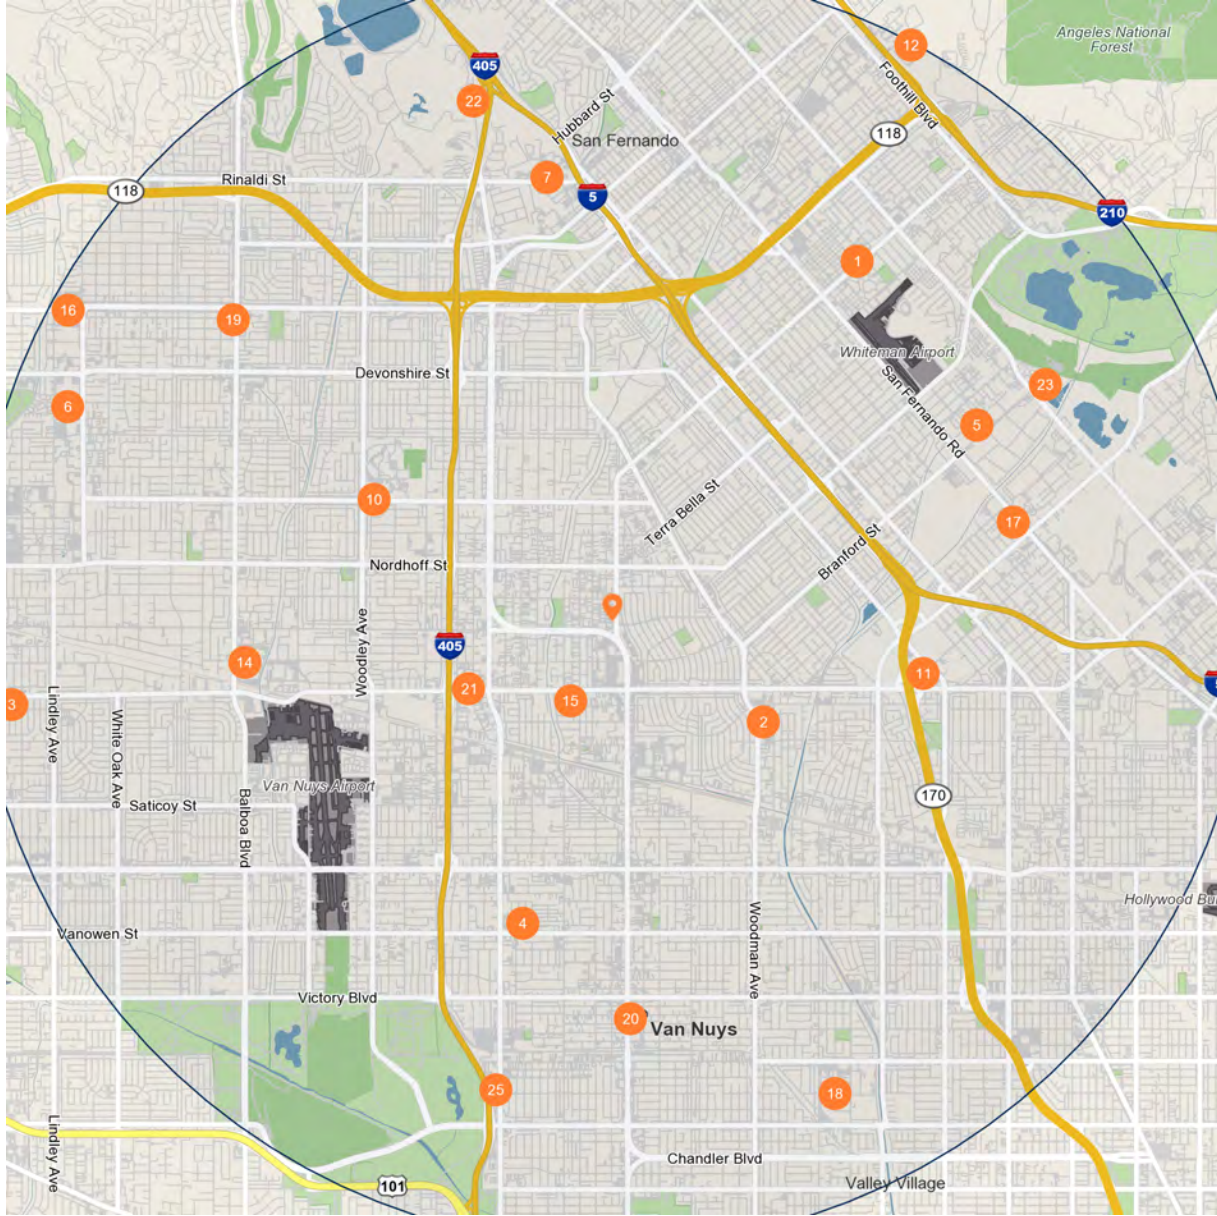 Angeles National
Forest
12
405
22
Foothill Blvd
Hubbard St
118
San Fernando
7
Rinaldi St
118
5
210
1
16
19
Whiteman Airport
Devonshire St
23
6
San Fernando Rd
5
10
Terra Bella St
17
Branford St
Nordhoff St
Woodley Ave
405
14
21
11
15
3
Lindley Ave
White Oak Ave
2
Van Nuys Airport
170
Saticoy St
Balboa Blvd
Hollywood Bu
4
Woodman Ave
Vanowen St
Victory Blvd
20
Van Nuys
25
18
Lindley Ave
Chandler Blvd
101
Valley Village